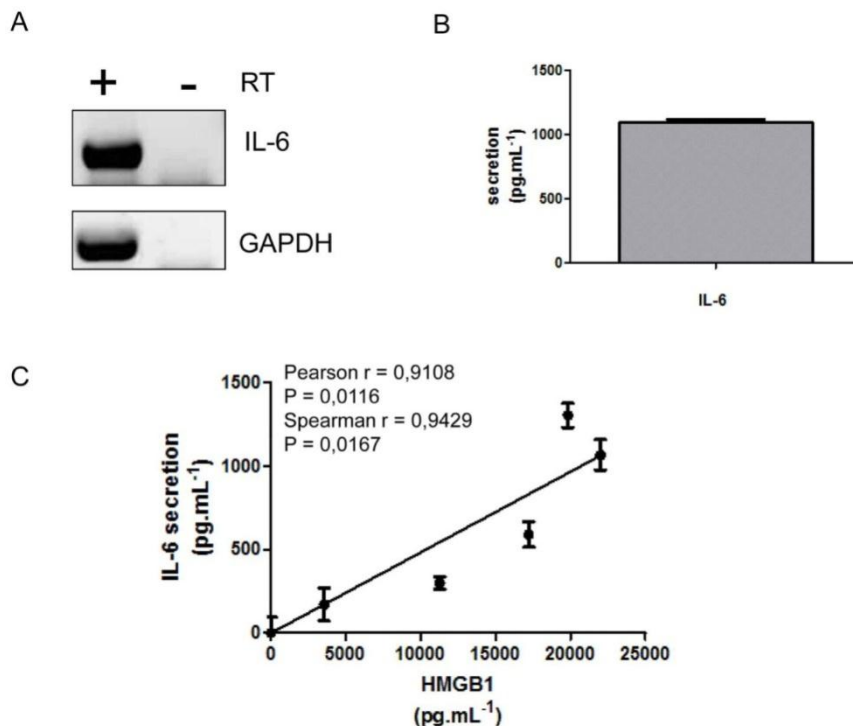 A
+ - RT
IL-6
GAPDH
B
secretion
(pg.mL-1)
1500
1000
500
0
IL-6
C
Pearson r = 0,9108
P = 0,0116
Spearman r = 0,9429
P = 0,0167
IL-6 secretion
(pg.mL-1)
1500
1000
500
0
0 5000 10000 15000 20000 25000
HMGB1
(pg.mL-1)